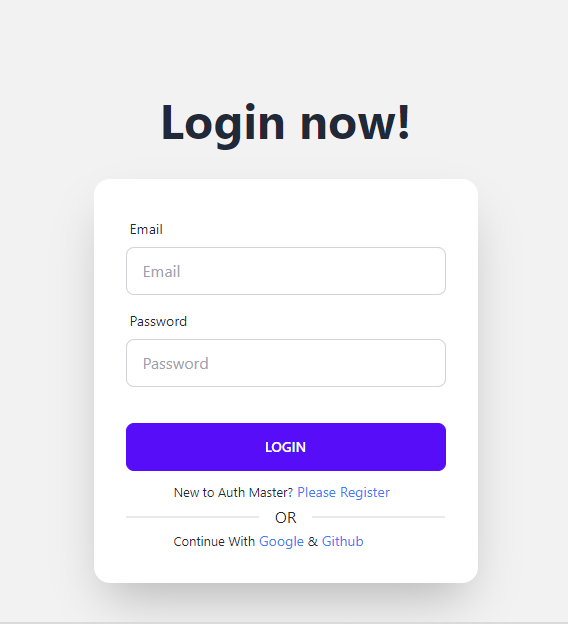 Login now!
Email
Email
Password
Password
LOGIN
New to Auth Master? Please Register
OR
Continue With Google & Github